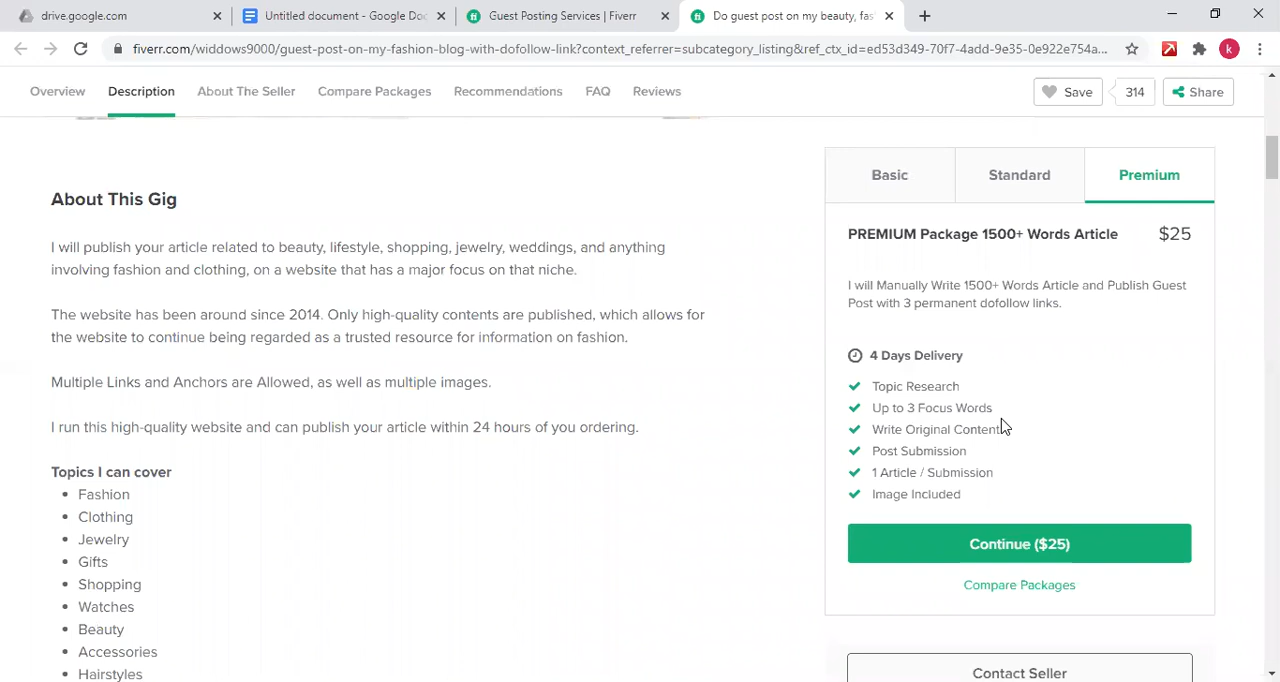 drive.google.com
Untitled document - Google Doc
Guest Posting Services | Fiverr
Do guest post on my beauty, fas
fiverr.com/widdows9000/guest-post-on-my-fashion-blog-with-dofollow-link?context_referrer=subcategory_listing&ref_ctx_id=ed53d349-70f7-4add-9e35-0e922e754a...
k
Overview
Description
About The Seller
Compare Packages
Recommendations
FAQ
Reviews
Save
314
Share
About This Gig
I will publish your article related to beauty, lifestyle, shopping, jewelry, weddings, and anything
involving fashion and clothing, on a website that has a major focus on that niche.
The website has been around since 2014. Only high-quality contents are published, which allows for
the website to continue being regarded as a trusted resource for information on fashion.
Multiple Links and Anchors are Allowed, as well as multiple images.
I run this high-quality website and can publish your article within 24 hours of you ordering.
Topics I can cover
Fashion
Clothing
Jewelry
Gifts
Shopping
Watches
Beauty
Accessories
Hairstyles
Basic
Standard
Premium
PREMIUM Package 1500+ Words Article
$25
I will Manually Write 1500+ Words Article and Publish Guest
Post with 3 permanent dofollow links.
4 Days Delivery
Topic Research
Up to 3 Focus Words
Write Original Content
Post Submission
1 Article / Submission
Image Included
Continue ($25)
Compare Packages
Contact Seller